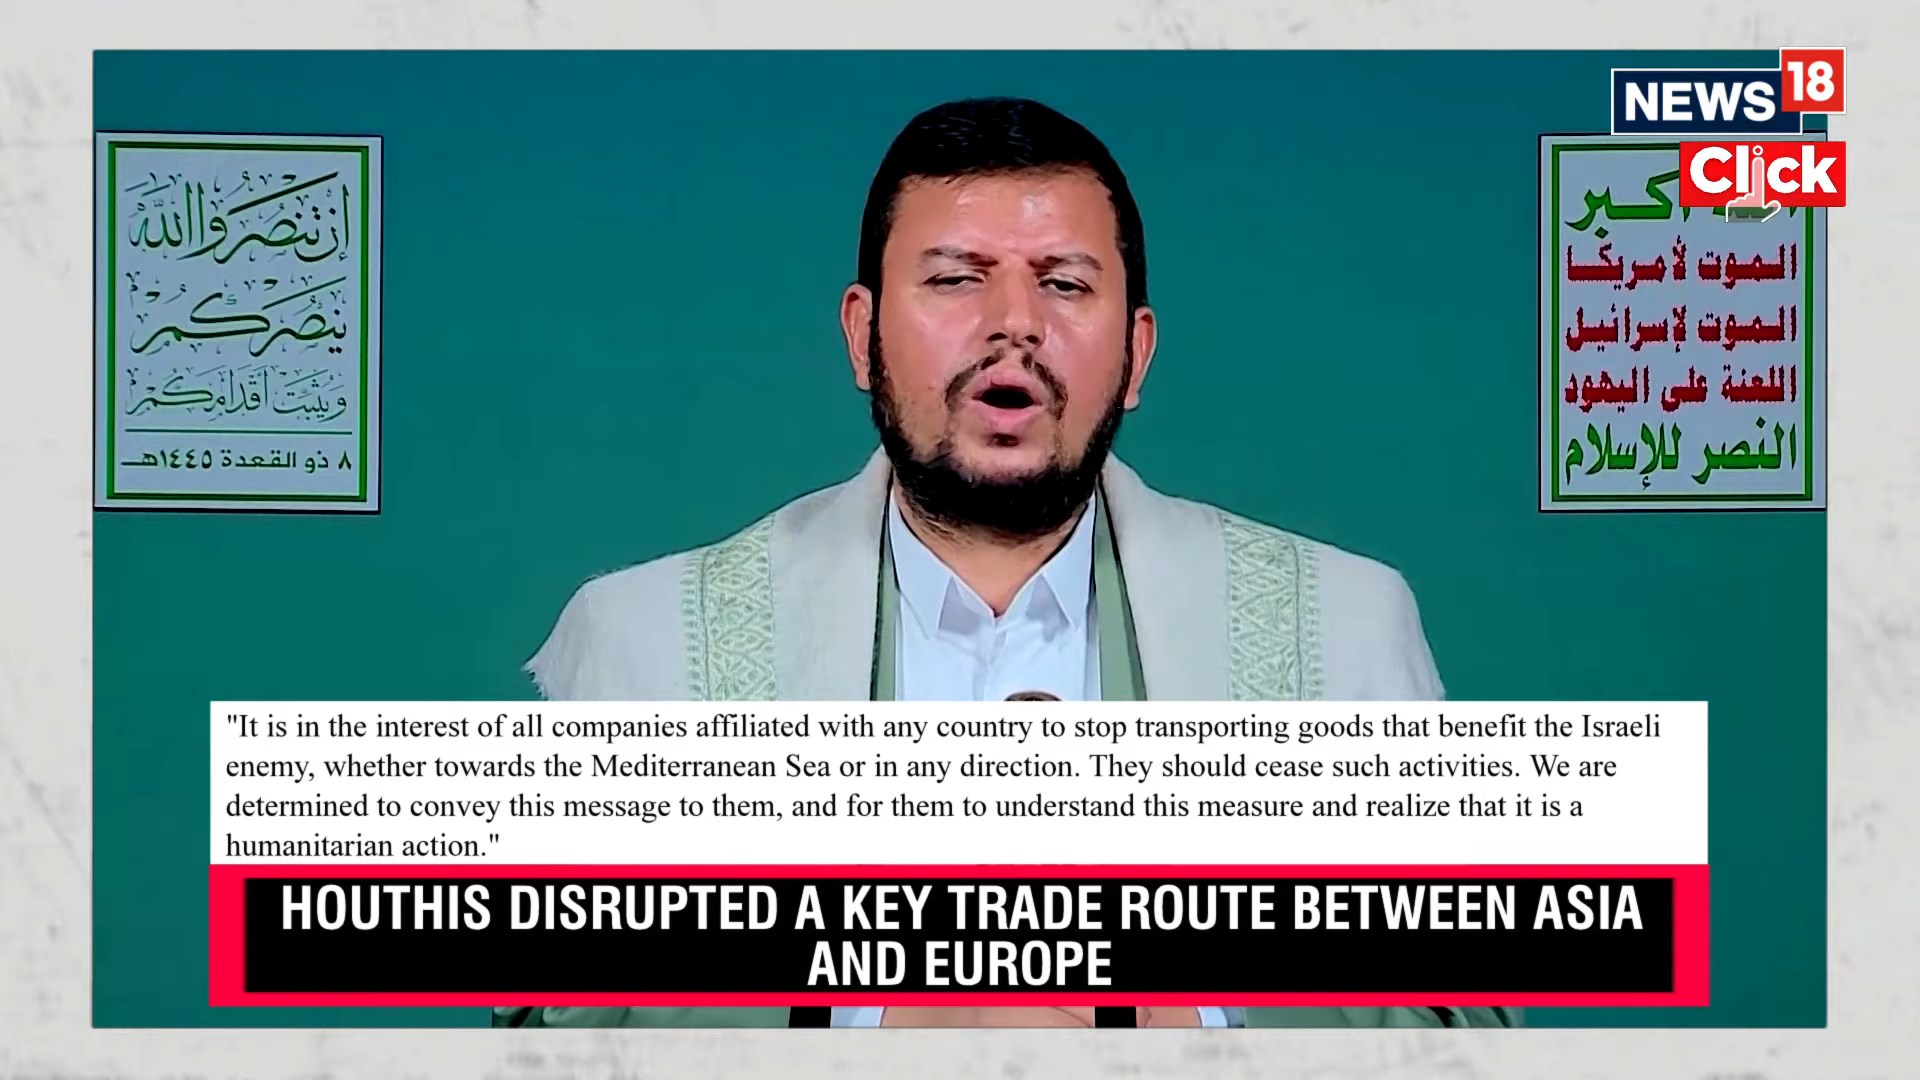 NEWS 18
Click
إن تنصروا الله
ينصركم
ويثبت أقدامكم
٨ ذو القعدة ١٤٤٥هـ
أكبر
الموت لأمريكا
الموت لإسرائيل
اللعنة على اليهود
النصر للإسلام
"It is in the interest of all companies affiliated with any country to stop transporting goods that benefit the Israeli
enemy, whether towards the Mediterranean Sea or in any direction. They should cease such activities. We are
determined to convey this message to them, and for them to understand this measure and realize that it is a
humanitarian action."
HOUTHIS DISRUPTED A KEY TRADE ROUTE BETWEEN ASIA
AND EUROPE